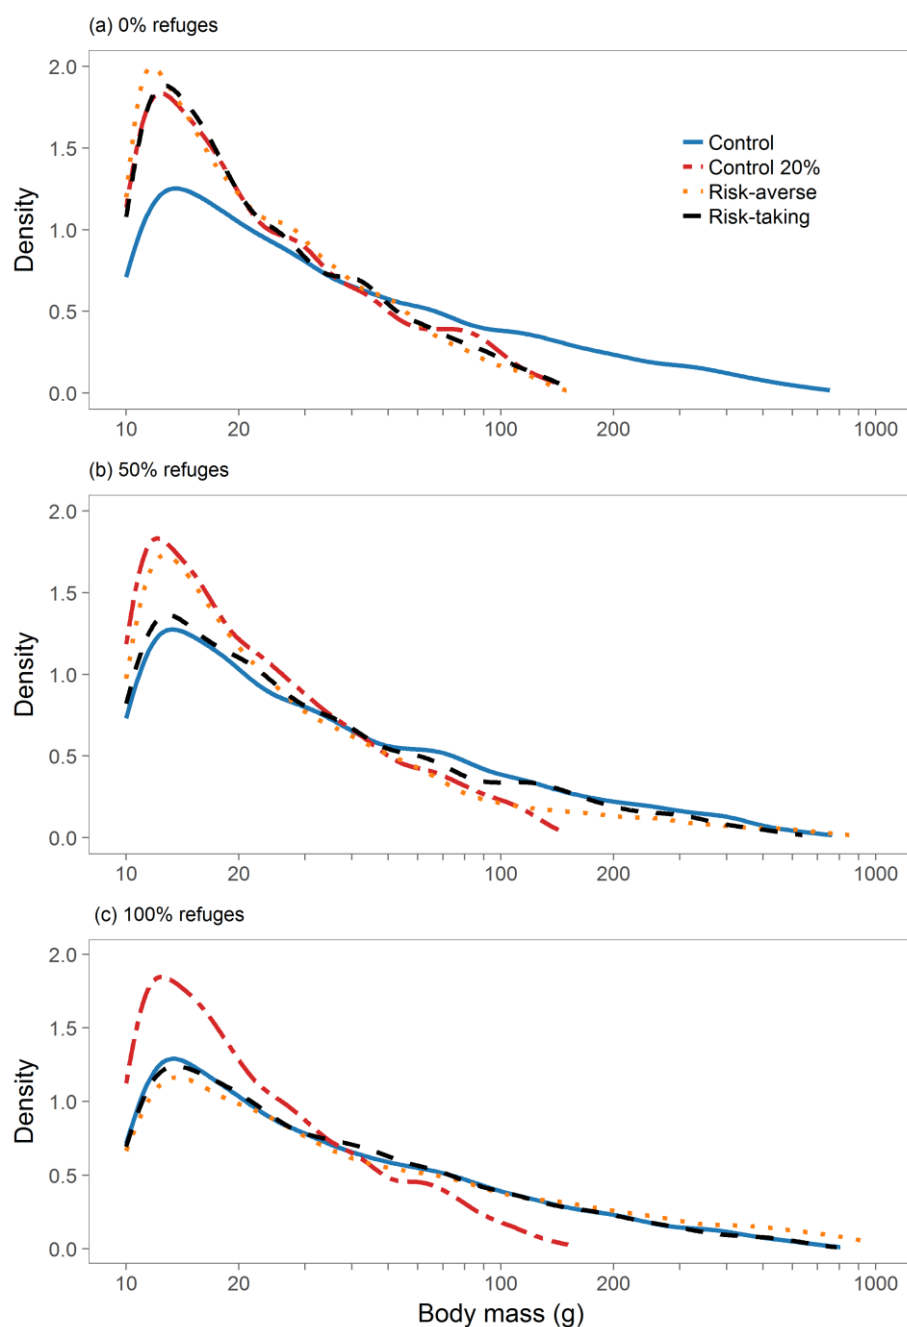 (a) 0% refuges
2.0
1.5
1.0
0.5
0.0
Density
Control
Control 20%
Risk-averse
Risk-taking
10 20 100 200 1000
(b) 50% refuges
2.0
1.5
1.0
0.5
0.0
Density
10 20 100 200 1000
(c) 100% refuges
2.0
1.5
1.0
0.5
0.0
Density
10 20 100 200 1000
Body mass (g)